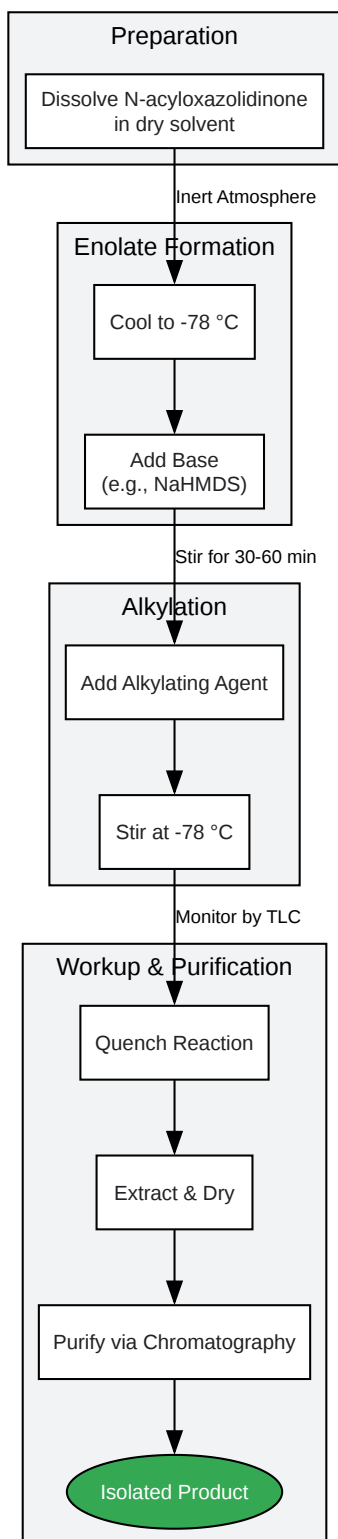 Preparation
Dissolve N-acyloxazolidinone
in dry solvent
Inert Atmosphere
Enolate Formation
Cool to -78 °C
Add Base
(e.g., NaHMDS)
Stir for 30-60 min
Alkylation
Add Alkylating Agent
Stir at -78 °C
Monitor by TLC
Workup & Purification
Quench Reaction
Extract & Dry
Purify via Chromatography
Isolated Product